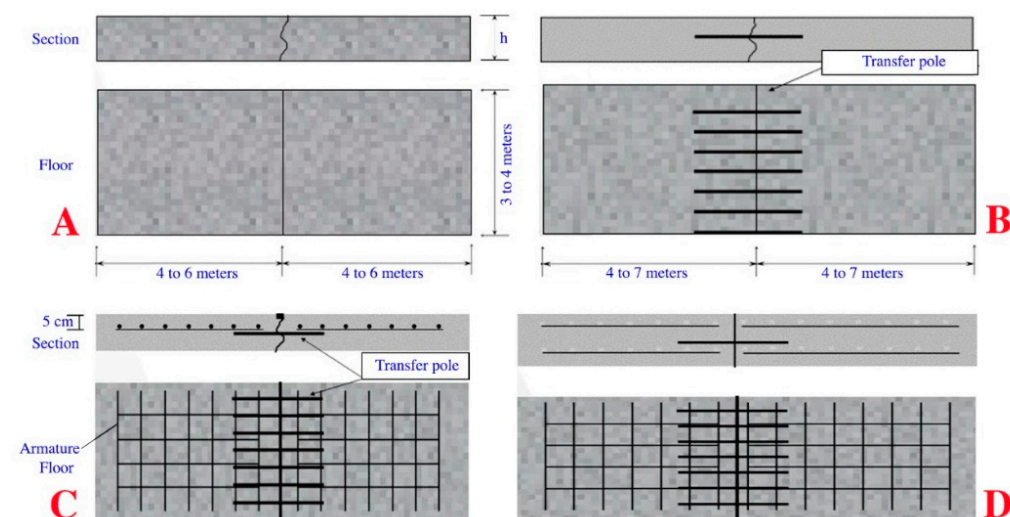 Section
h
Floor
3 to 4 meters
A
4 to 6 meters
4 to 6 meters
Transfer pole
B
4 to 7 meters
4 to 7 meters
5 cm
Section
Transfer pole
Armature
Floor
C
D